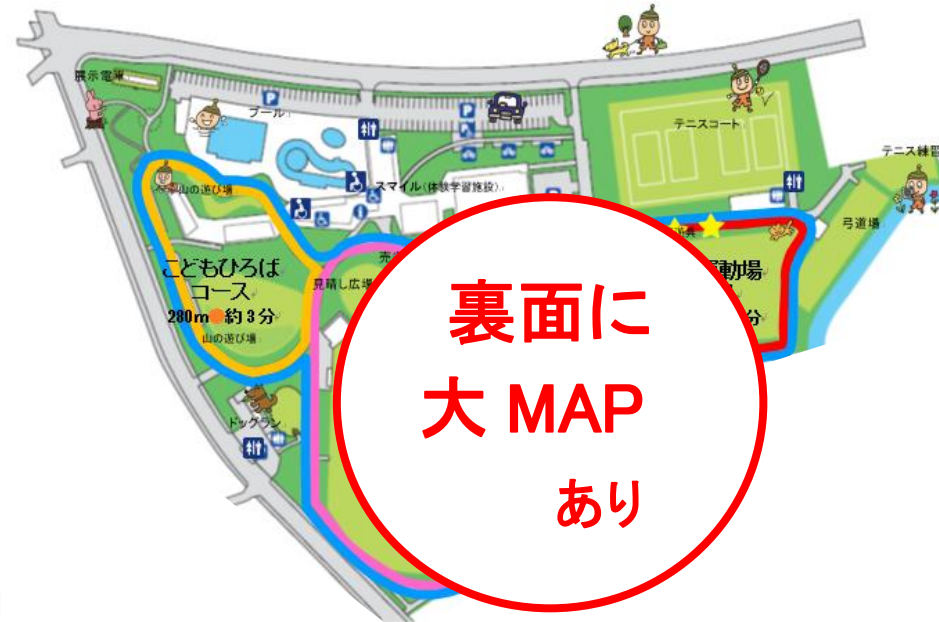 展示電車
プール
テニスコート
テニス練習
山の遊び場
スマイル(体験学習施設)
弓道場
遊具
こどもひろば
コース
280m●約3分
山の遊び場
見晴し広場
売
動場
分
ドッグラン
裏面に
大 MAP
あり
P
P
P